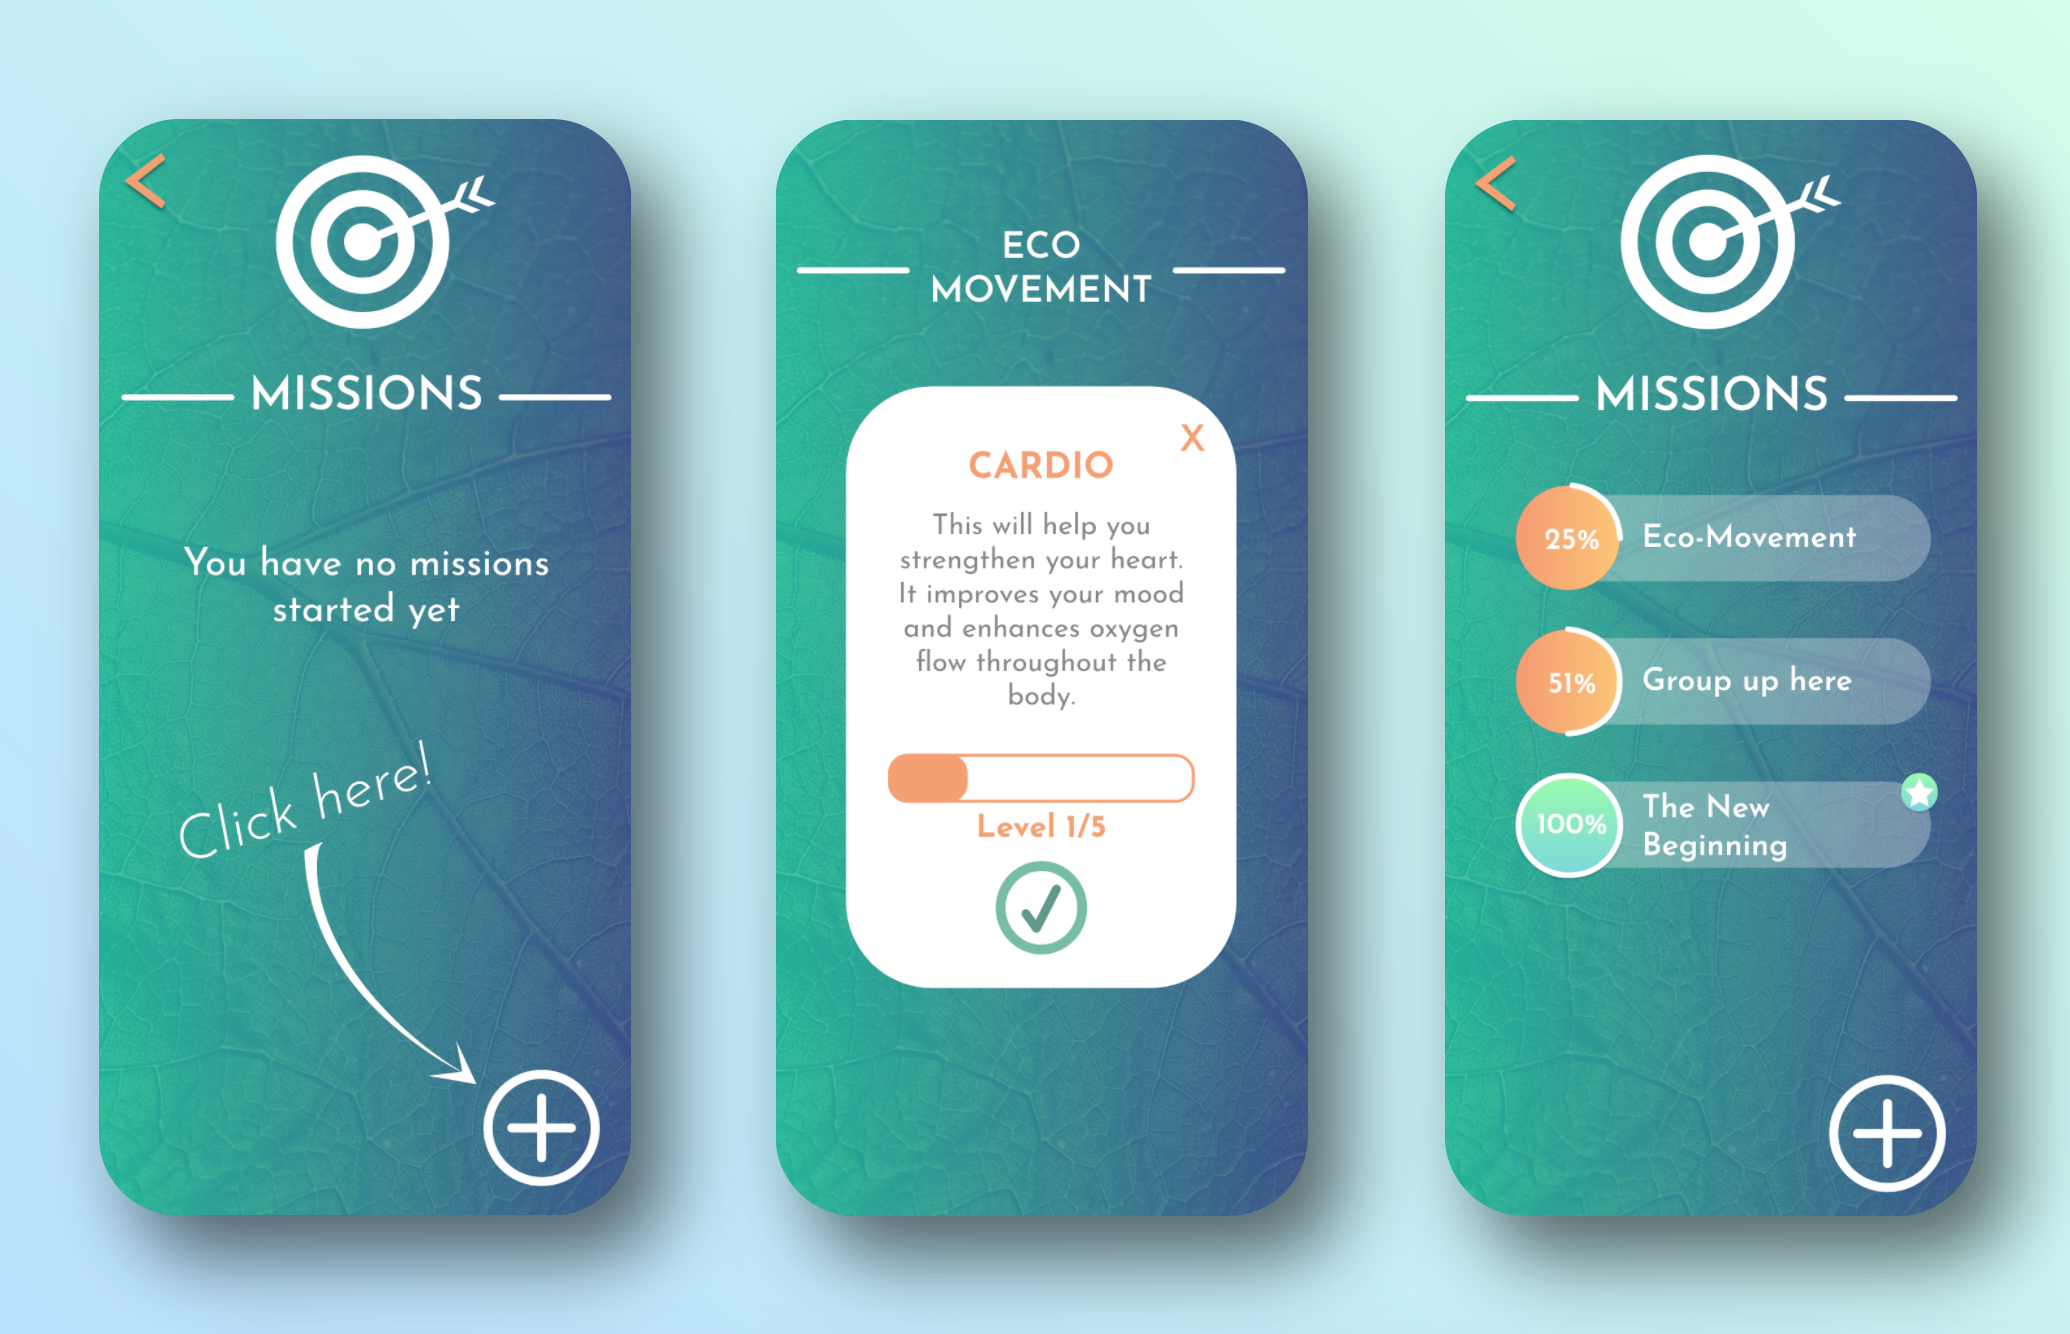 MISSIONS
You have no missions
started yet
Click here!
ECO
MOVEMENT
X
CARDIO
This will help you
strengthen your heart.
It improves your mood
and enhances oxygen
flow throughout the
body.
Level 1/5
MISSIONS
25% Eco-Movement
51% Group up here
100% The New
Beginning